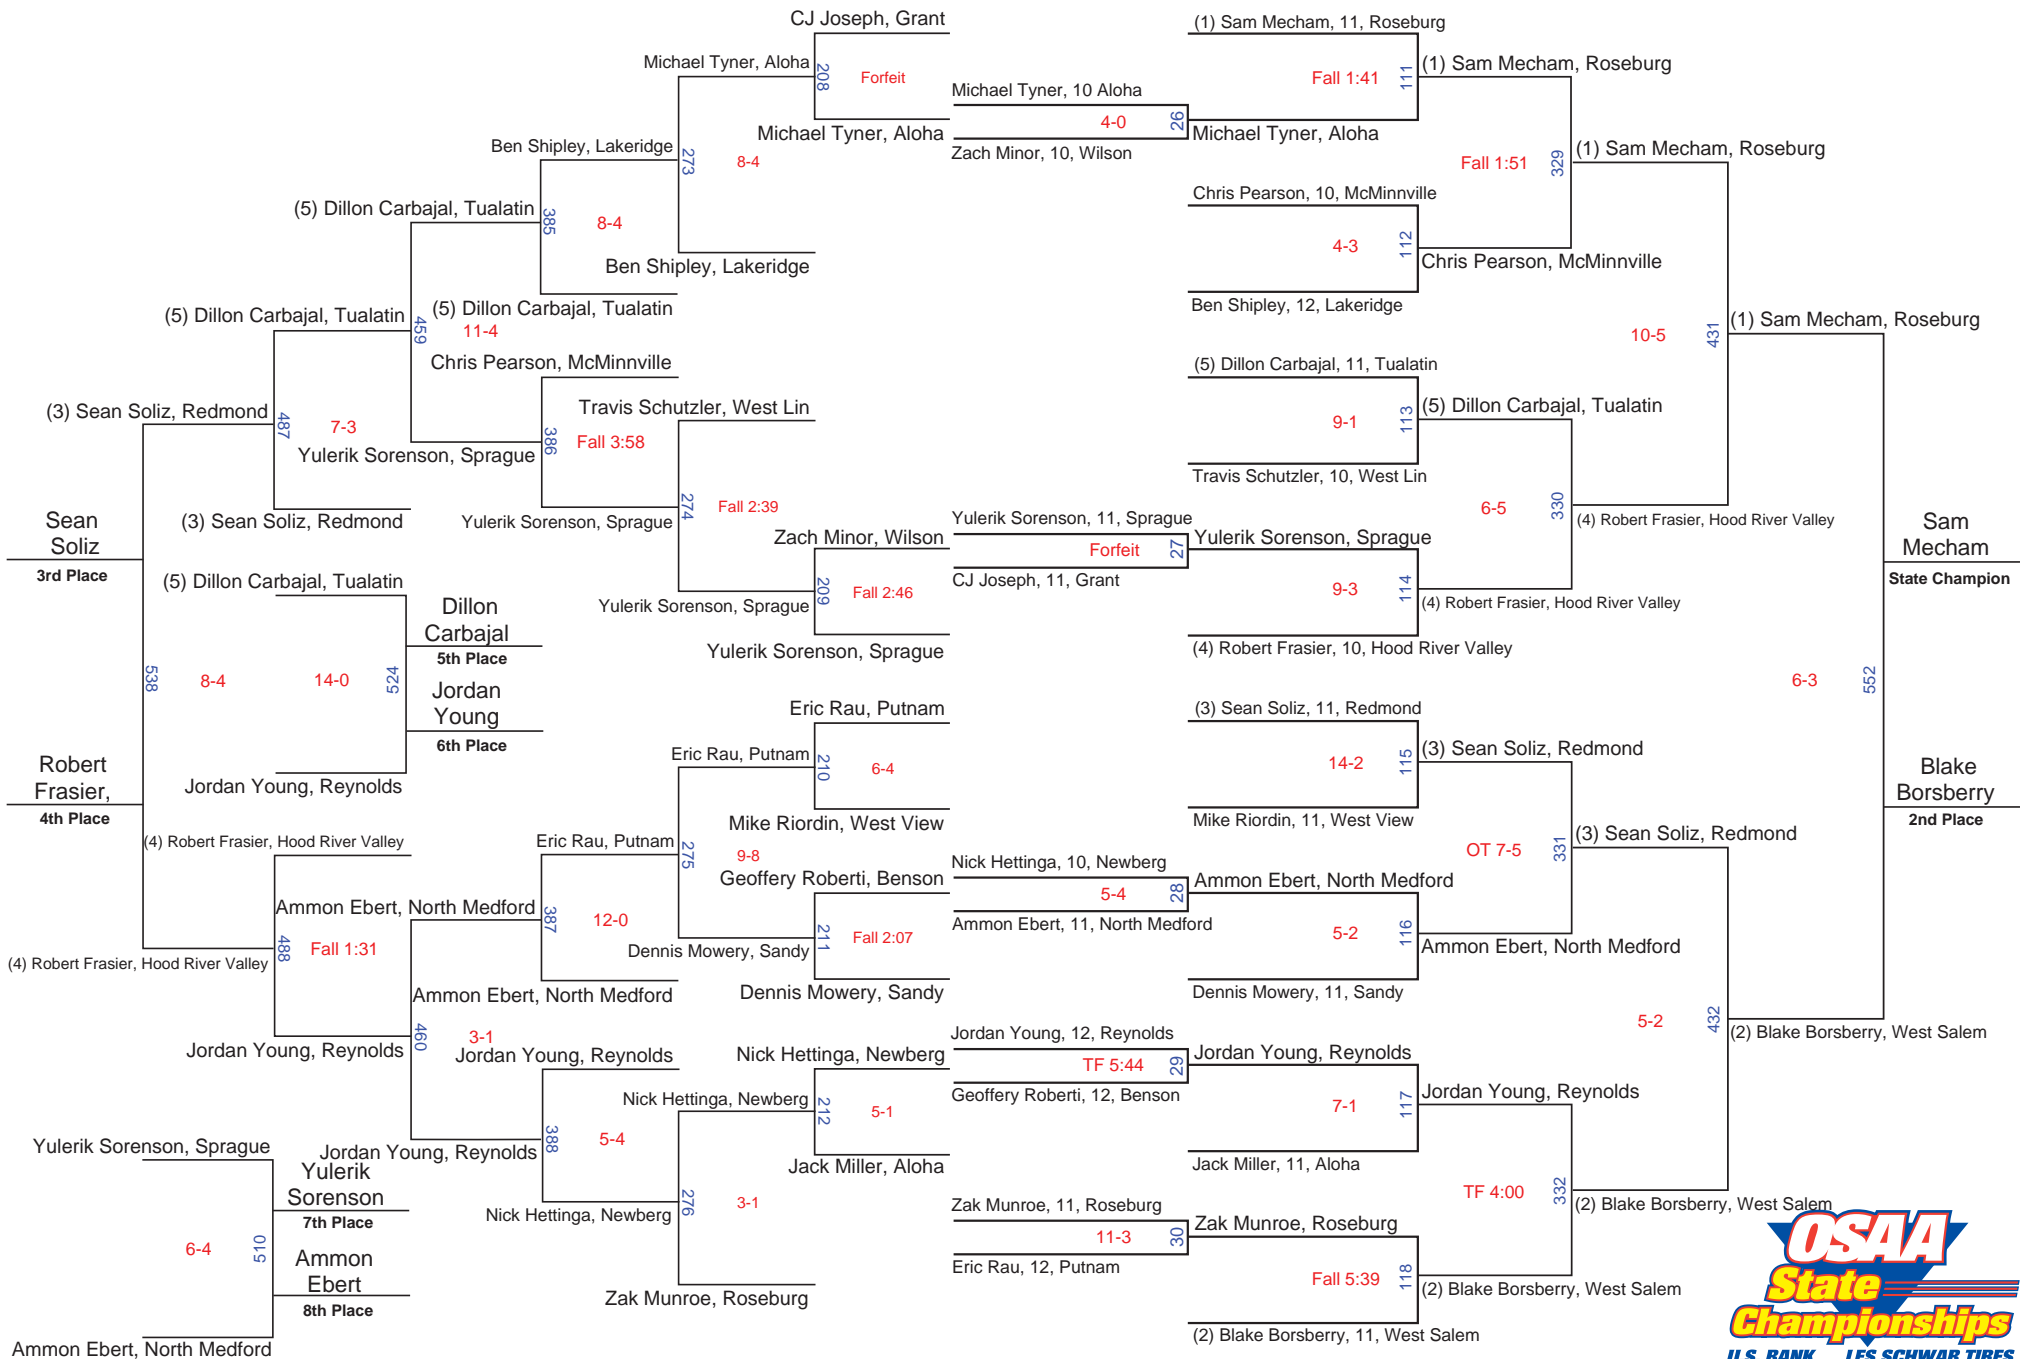 CJ Joseph, Grant
(1) Sam Mecham, 11, Roseburg
Michael Tyner, Aloha
208
Forfeit
Fall 1:41
111
(1) Sam Mecham, Roseburg
Michael Tyner, 10 Aloha
Michael Tyner, Aloha
4-0
26
Michael Tyner, Aloha
Zach Minor, 10, Wilson
Ben Shipley, Lakeridge
273
8-4
Fall 1:51
329
(1) Sam Mecham, Roseburg
Chris Pearson, 10, McMinnville
(5) Dillon Carbajal, Tualatin
385
8-4
4-3
112
Chris Pearson, McMinnville
Ben Shipley, Lakeridge
Ben Shipley, 12, Lakeridge
(5) Dillon Carbajal, Tualatin
(5) Dillon Carbajal, Tualatin
459
11-4
10-5
431
(1) Sam Mecham, Roseburg
Chris Pearson, McMinnville
(5) Dillon Carbajal, 11, Tualatin
(3) Sean Soliz, Redmond
487
7-3
Travis Schutzler, West Lin
9-1
113
(5) Dillon Carbajal, Tualatin
386
Fall 3:58
Yulerik Sorenson, Sprague
Travis Schutzler, 10, West Lin
274
Fall 2:39
6-5
330
(4) Robert Frasier, Hood River Valley
Sean
Soliz
3rd Place
(3) Sean Soliz, Redmond
Yulerik Sorenson, Sprague
Zach Minor, Wilson
Yulerik Sorenson, 11, Sprague
Forfeit
27
Yulerik Sorenson, Sprague
CJ Joseph, 11, Grant
Sam
Mecham
State Champion
(5) Dillon Carbajal, Tualatin
Dillon
Carbajal
5th Place
Yulerik Sorenson, Sprague
209
Fall 2:46
9-3
114
(4) Robert Frasier, Hood River Valley
Yulerik Sorenson, Sprague
(4) Robert Frasier, 10, Hood River Valley
538
8-4
14-0
524
6-3
552
Jordan
Young
6th Place
Eric Rau, Putnam
(3) Sean Soliz, 11, Redmond
Robert
Frasier,
4th Place
Jordan Young, Reynolds
Eric Rau, Putnam
210
6-4
14-2
115
(3) Sean Soliz, Redmond
Blake
Borsberry
2nd Place
Mike Riordin, West View
Mike Riordin, 11, West View
(4) Robert Frasier, Hood River Valley
Eric Rau, Putnam
275
9-8
OT 7-5
331
(3) Sean Soliz, Redmond
Geoffery Roberti, Benson
Nick Hettinga, 10, Newberg
5-4
28
Ammon Ebert, North Medford
Ammon Ebert, 11, North Medford
Ammon Ebert, North Medford
387
12-0
488
Fall 1:31
Dennis Mowery, Sandy
211
Fall 2:07
5-2
116
Ammon Ebert, North Medford
(4) Robert Frasier, Hood River Valley
Ammon Ebert, North Medford
Dennis Mowery, Sandy
Dennis Mowery, 11, Sandy
460
3-1
5-2
432
(2) Blake Borsberry, West Salem
Jordan Young, Reynolds
Jordan Young, Reynolds
Nick Hettinga, Newberg
Jordan Young, 12, Reynolds
TF 5:44
29
Jordan Young, Reynolds
Geoffery Roberti, 12, Benson
Nick Hettinga, Newberg
212
5-1
7-1
117
Jordan Young, Reynolds
388
5-4
Yulerik Sorenson, Sprague
Jordan Young, Reynolds
Jack Miller, Aloha
Jack Miller, 11, Aloha
Yulerik
Sorenson
7th Place
Nick Hettinga, Newberg
276
3-1
TF 4:00
332
(2) Blake Borsberry, West Salem
Zak Munroe, 11, Roseburg
11-3
30
Zak Munroe, Roseburg
Eric Rau, 12, Putnam
6-4
510
Ammon
Ebert
8th Place
Zak Munroe, Roseburg
Fall 5:39
118
(2) Blake Borsberry, West Salem
Ammon Ebert, North Medford
(2) Blake Borsberry, 11, West Salem
OSAA
State
Championships
U.S. BANK LES SCHWAB TIRES